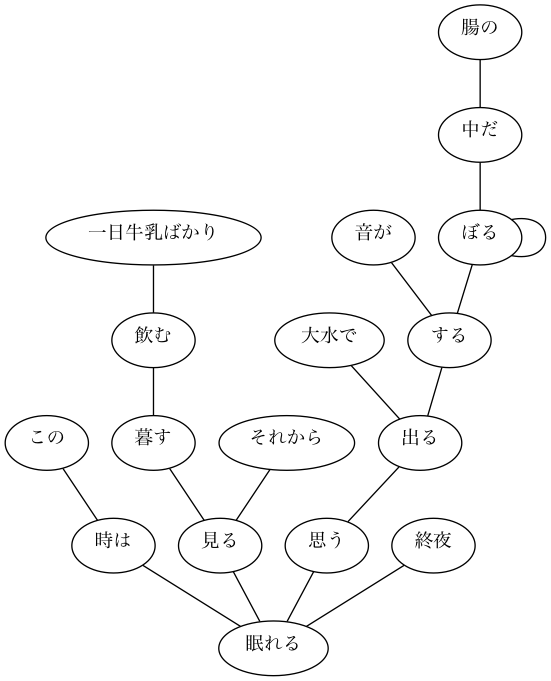 腸の
中だ
一日牛乳ばかり
音が
ぼる
飲む
大水で
する
この
暮す
それから
出る
時は
見る
思う
終夜
眠れる